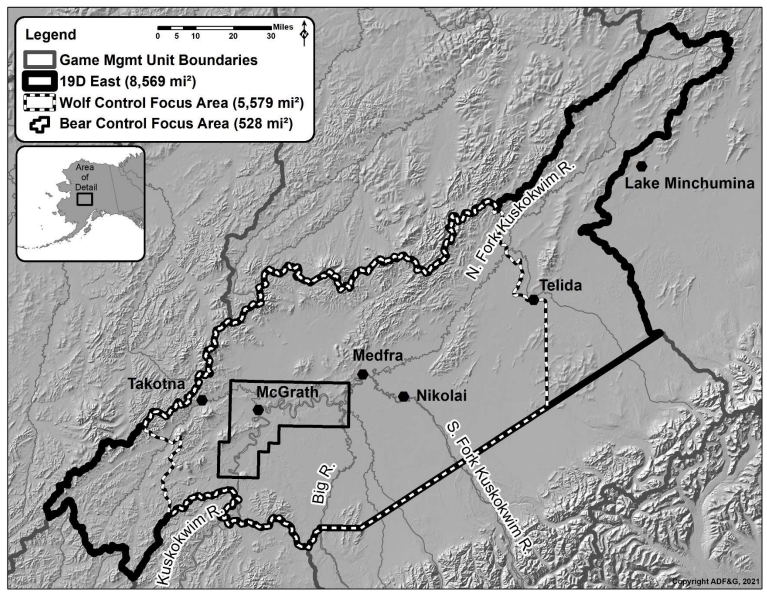 Legend
0 5 10 20 30 Miles
N
Game Mgmt Unit Boundaries
19D East (8,569 mi²)
Wolf Control Focus Area (5,579 mi²)
Bear Control Focus Area (528 mi²)
Area
of
Detail
Lake Minchumina
N. Fork Kuskokwim R.
Telida
Medfra
Takotna
McGrath
Nikolai
S. Fork Kuskokwim R.
Big R.
Kuskokwim R.
Copyright ADF&G, 2021